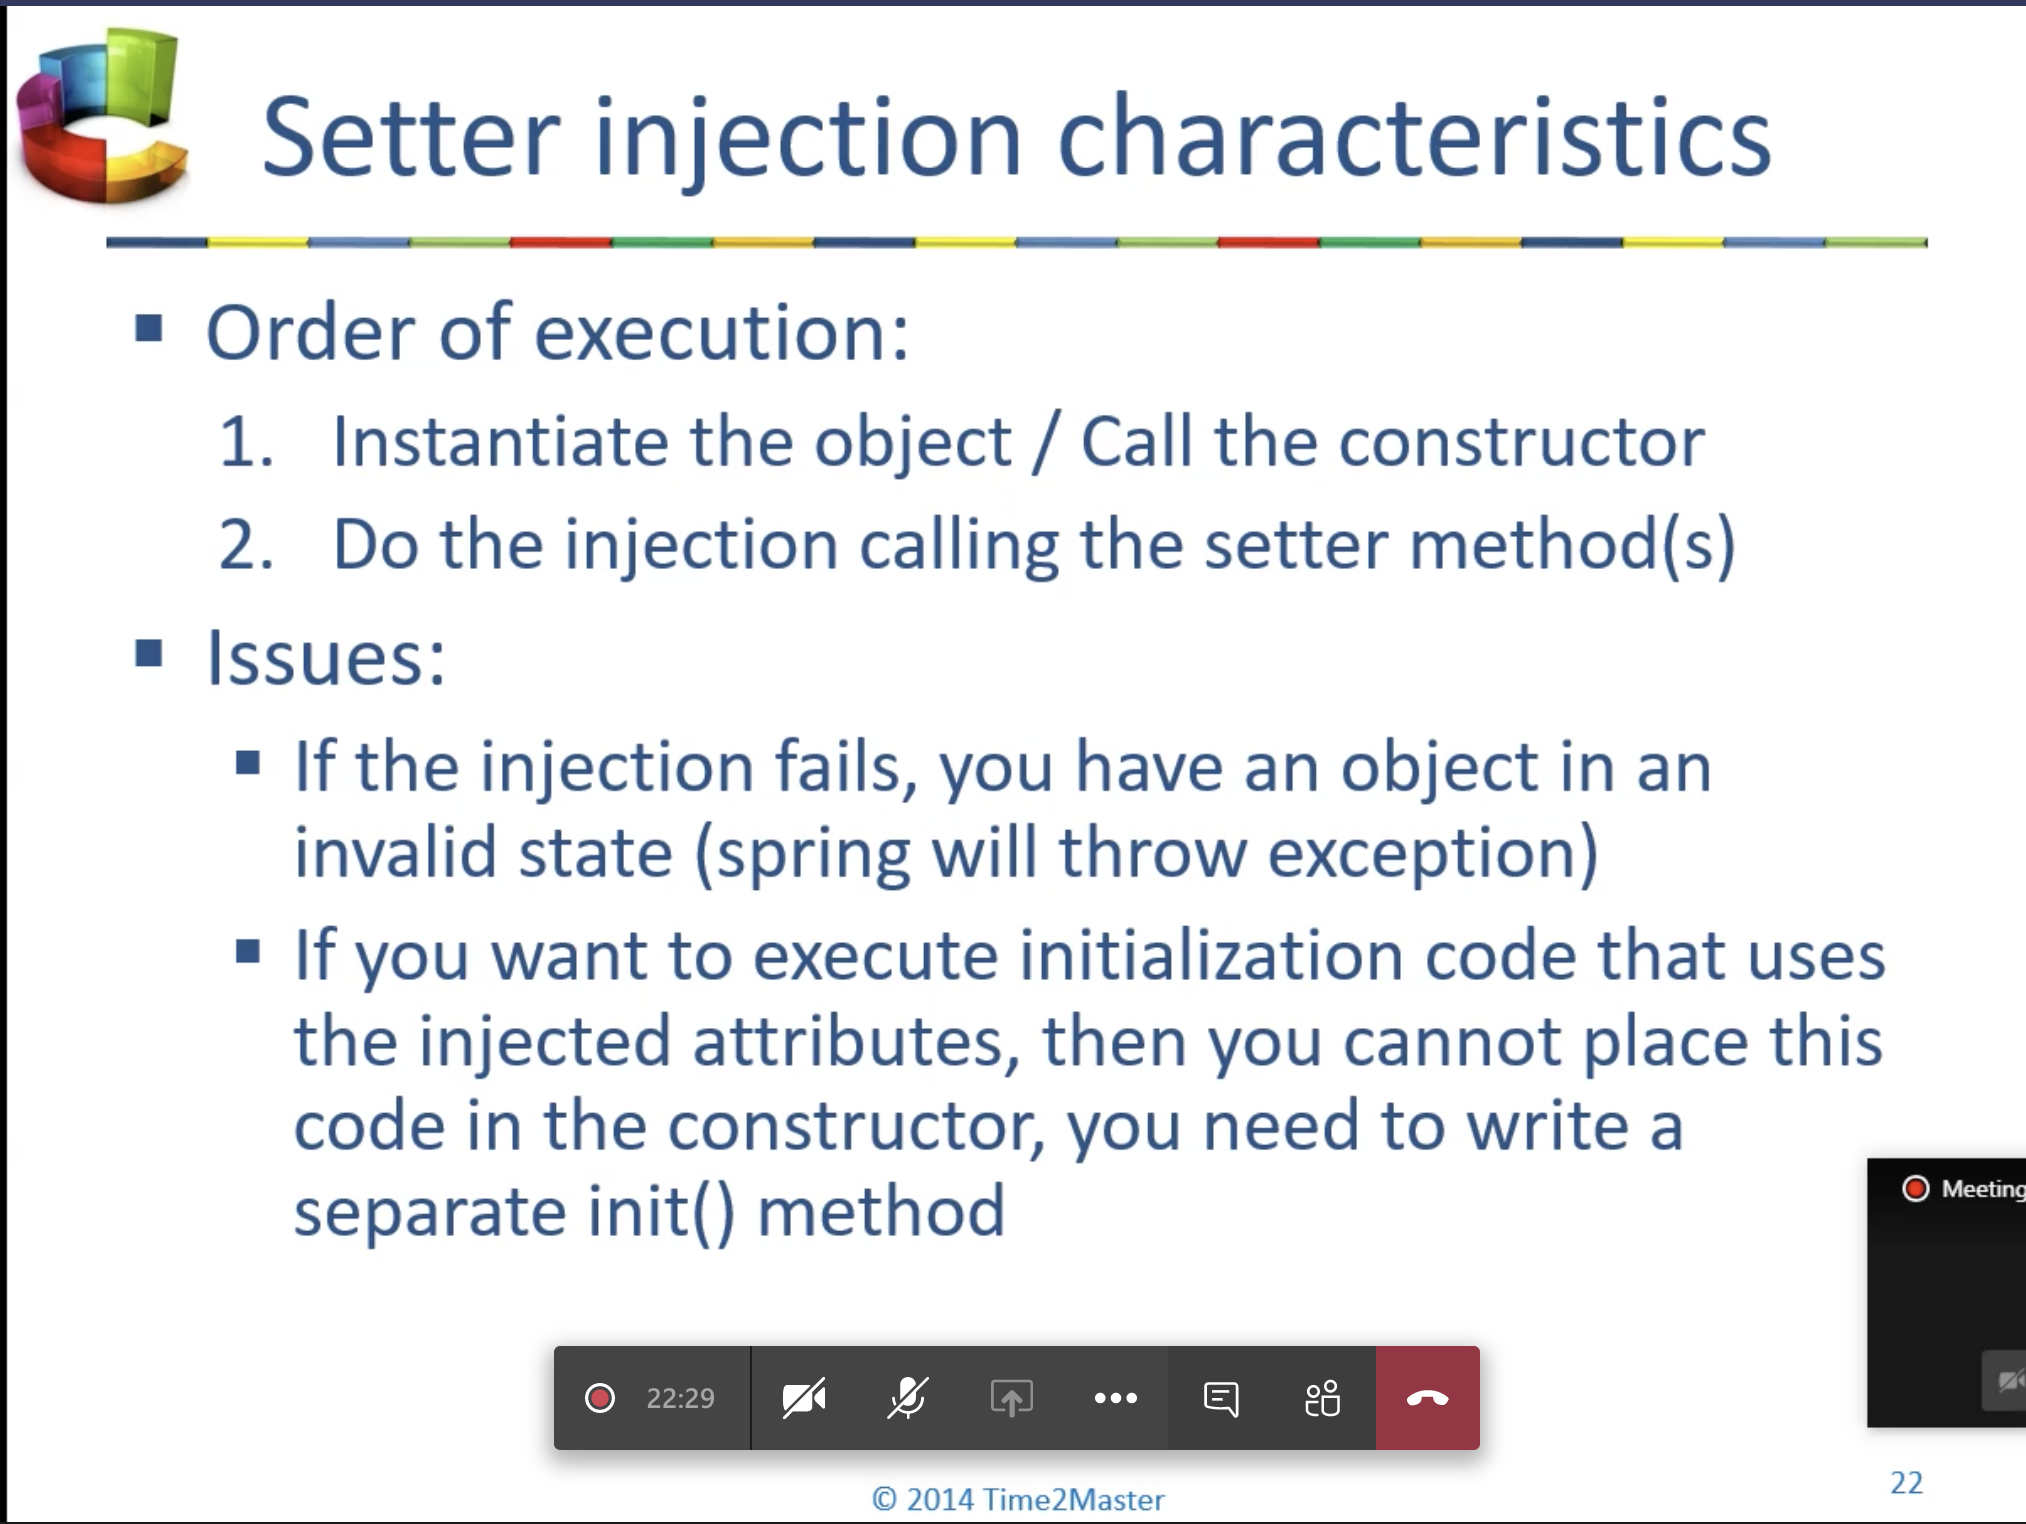 Setter injection characteristics
Order of execution:
1. Instantiate the object / Call the constructor
2. Do the injection calling the setter method(s)
Issues:
If the injection fails, you have an object in an
invalid state (spring will throw exception)
If you want to execute initialization code that uses
the injected attributes, then you cannot place this
code in the constructor, you need to write a
separate init() method
Meeting
22:29
© 2014 Time2Master
22